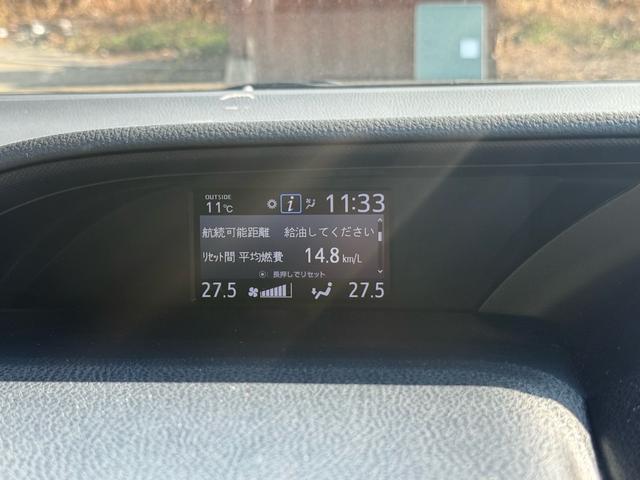 OUTSIDE
11℃ i 11:33
航続可能距離 給油してください
リセット間 平均燃費 14.8 km/L
長押しでリセット
27.5 27.5